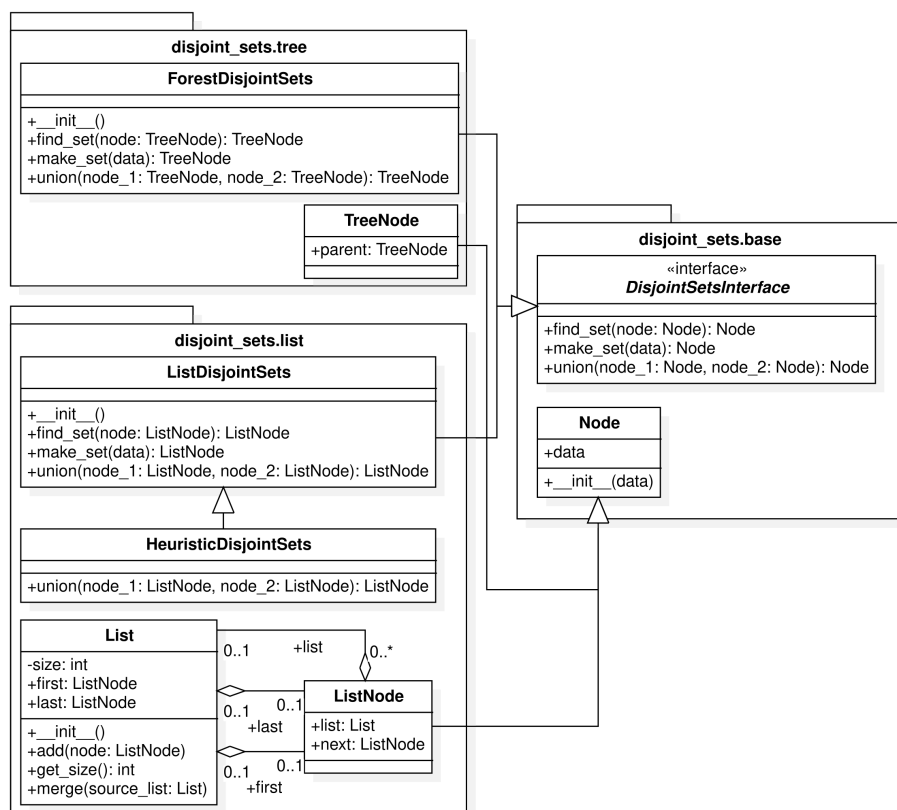 disjoint_sets.tree
ForestDisjointSets
+__init__()
+find_set(node: TreeNode): TreeNode
+make_set(data): TreeNode
+union(node_1: TreeNode, node_2: TreeNode): TreeNode
TreeNode
+parent: TreeNode
disjoint_sets.base
«interface»
DisjointSetsInterface
+find_set(node: Node): Node
+make_set(data): Node
+union(node_1: Node, node_2: Node): Node
Node
+data
+__init__(data)
disjoint_sets.list
ListDisjointSets
+__init__()
+find_set(node: ListNode): ListNode
+make_set(data): ListNode
+union(node_1: ListNode, node_2: ListNode): ListNode
HeuristicDisjointSets
+union(node_1: ListNode, node_2: ListNode): ListNode
List
-size: int
+first: ListNode
+last: ListNode
+__init__()
+add(node: ListNode)
+get_size(): int
+merge(source_list: List)
0..1
+list
0..*
0..1
+last
0..1
0..1
+first
0..1
ListNode
+list: List
+next: ListNode